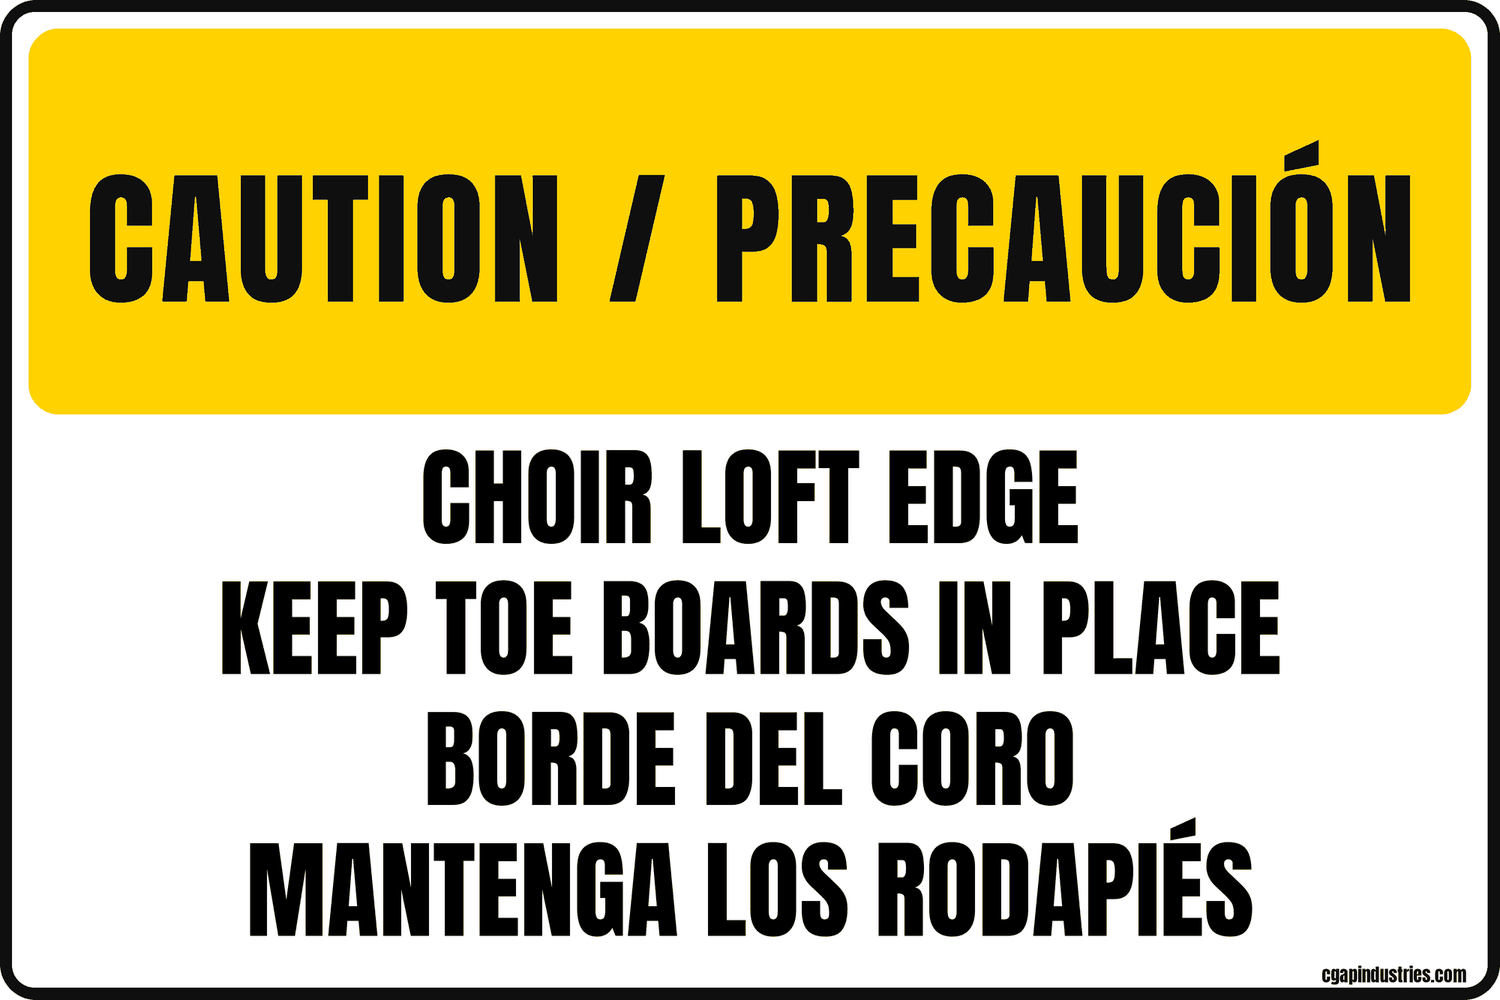 CAUTION / PRECAUCIÓN
CHOIR LOFT EDGE
KEEP TOE BOARDS IN PLACE
BORDE DEL CORO
MANTENGA LOS RODAPIÉS
cgapindustries.com